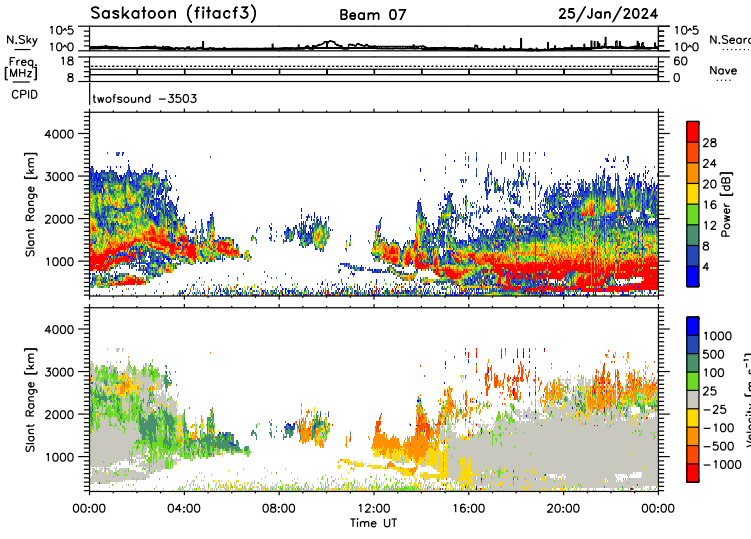 Saskatoon (fitacf3) Beam 07 25/Jan/2024
N.Sky 10^5 10^0 10^5 10^0 N.Searc
Freq. [MHz] 18 8 60 0 Nave
CPID twofsound -3503
Slant Range [km] 4000 3000 2000 1000
28 24 20 16 12 8 4 Power [dB]
Slant Range [km] 4000 3000 2000 1000
1000 500 100 25 -25 -100 -500 -1000 Velocity [m s^-1]
00:00 04:00 08:00 12:00 16:00 20:00 00:00
Time UT